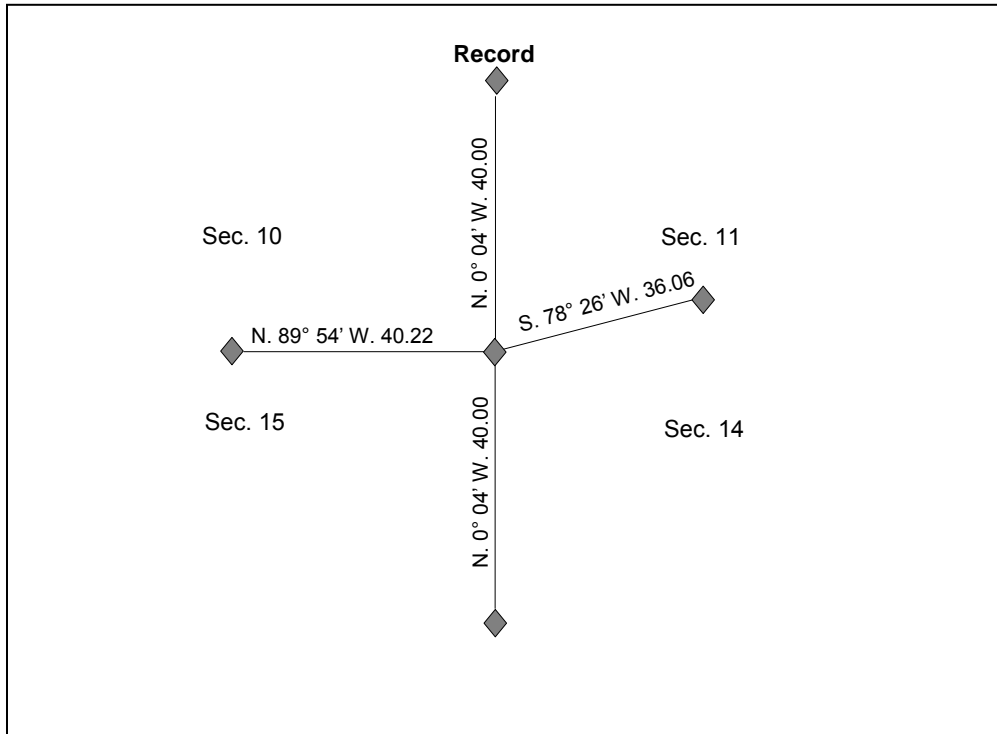 Record
N. 0° 04’ W. 40.00
Sec. 10
Sec. 11
S. 78° 26’ W. 36.06
N. 89° 54’ W. 40.22
Sec. 15
N. 0° 04’ W. 40.00
Sec. 14